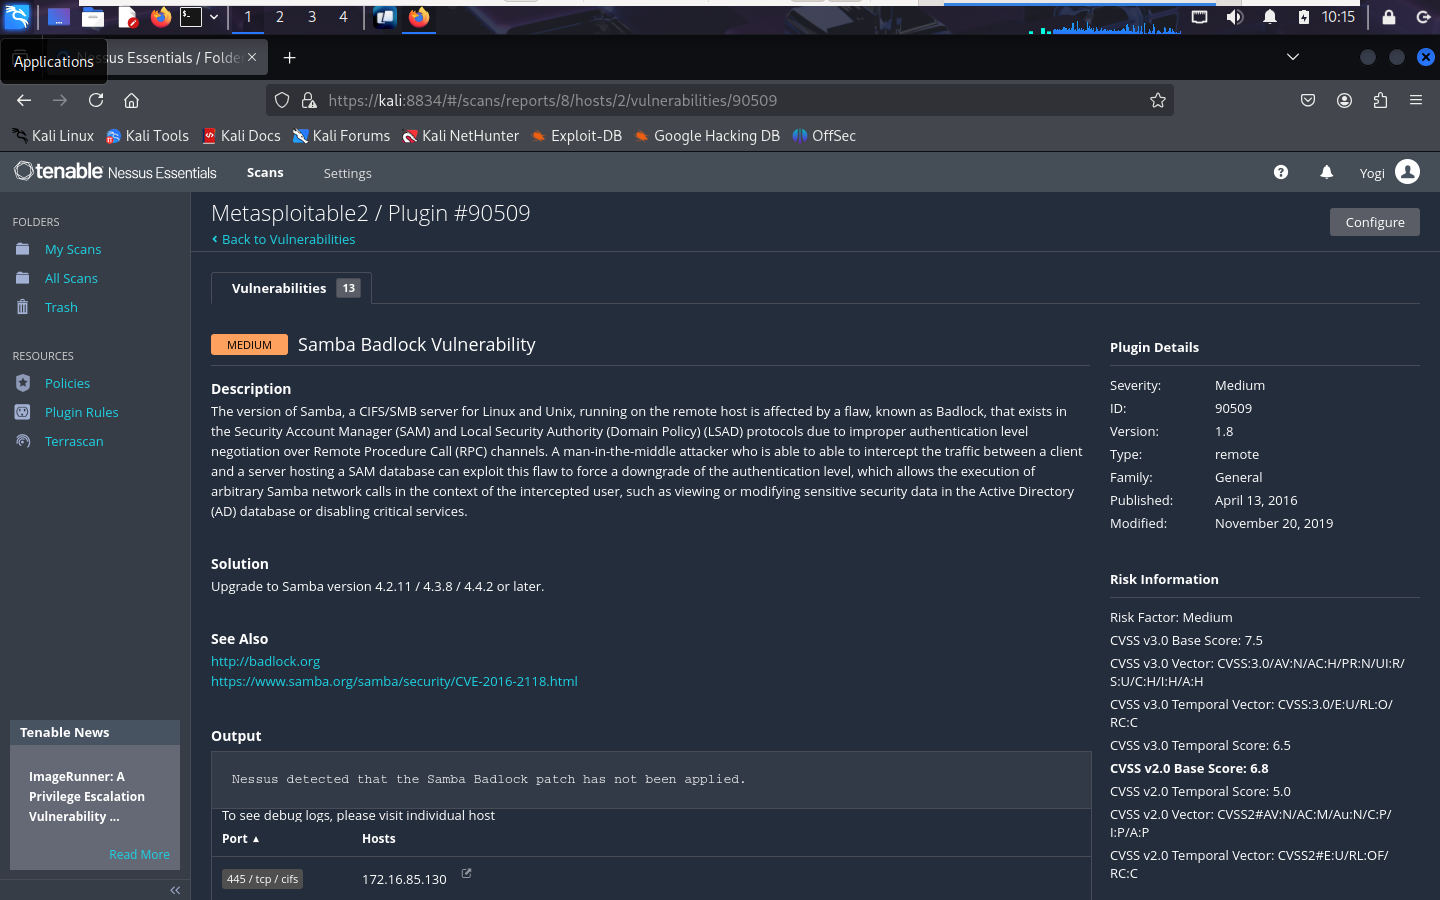 1 2 3 4
10:15
Applications
Nessus Essentials / Folde
https://kali:8834/#/scans/reports/8/hosts/2/vulnerabilities/90509
Kali Linux Kali Tools Kali Docs Kali Forums Kali NetHunter Exploit-DB Google Hacking DB OffSec
tenable Nessus Essentials Scans Settings Yogi
FOLDERS
My Scans
All Scans
Trash
RESOURCES
Policies
Plugin Rules
Terrascan
Tenable News
ImageRunner: A
Privilege Escalation
Vulnerability ...
Read More
Metasploitable2 / Plugin #90509
Back to Vulnerabilities
Configure
Vulnerabilities 13
MEDIUM Samba Badlock Vulnerability
Description
The version of Samba, a CIFS/SMB server for Linux and Unix, running on the remote host is affected by a flaw, known as Badlock, that exists in
the Security Account Manager (SAM) and Local Security Authority (Domain Policy) (LSAD) protocols due to improper authentication level
negotiation over Remote Procedure Call (RPC) channels. A man-in-the-middle attacker who is able to able to intercept the traffic between a client
and a server hosting a SAM database can exploit this flaw to force a downgrade of the authentication level, which allows the execution of
arbitrary Samba network calls in the context of the intercepted user, such as viewing or modifying sensitive security data in the Active Directory
(AD) database or disabling critical services.
Solution
Upgrade to Samba version 4.2.11 / 4.3.8 / 4.4.2 or later.
See Also
http://badlock.org
https://www.samba.org/samba/security/CVE-2016-2118.html
Output
Nessus detected that the Samba Badlock patch has not been applied.
To see debug logs, please visit individual host
Port Hosts
445 / tcp / cifs 172.16.85.130
Plugin Details
Severity: Medium
ID: 90509
Version: 1.8
Type: remote
Family: General
Published: April 13, 2016
Modified: November 20, 2019
Risk Information
Risk Factor: Medium
CVSS v3.0 Base Score: 7.5
CVSS v3.0 Vector: CVSS:3.0/AV:N/AC:H/PR:N/UI:R/
S:U/C:H/I:H/A:H
CVSS v3.0 Temporal Vector: CVSS:3.0/E:U/RL:O/
RC:C
CVSS v3.0 Temporal Score: 6.5
CVSS v2.0 Base Score: 6.8
CVSS v2.0 Temporal Score: 5.0
CVSS v2.0 Vector: CVSS2#AV:N/AC:M/Au:N/C:P/
I:P/A:P
CVSS v2.0 Temporal Vector: CVSS2#E:U/RL:OF/
RC:C